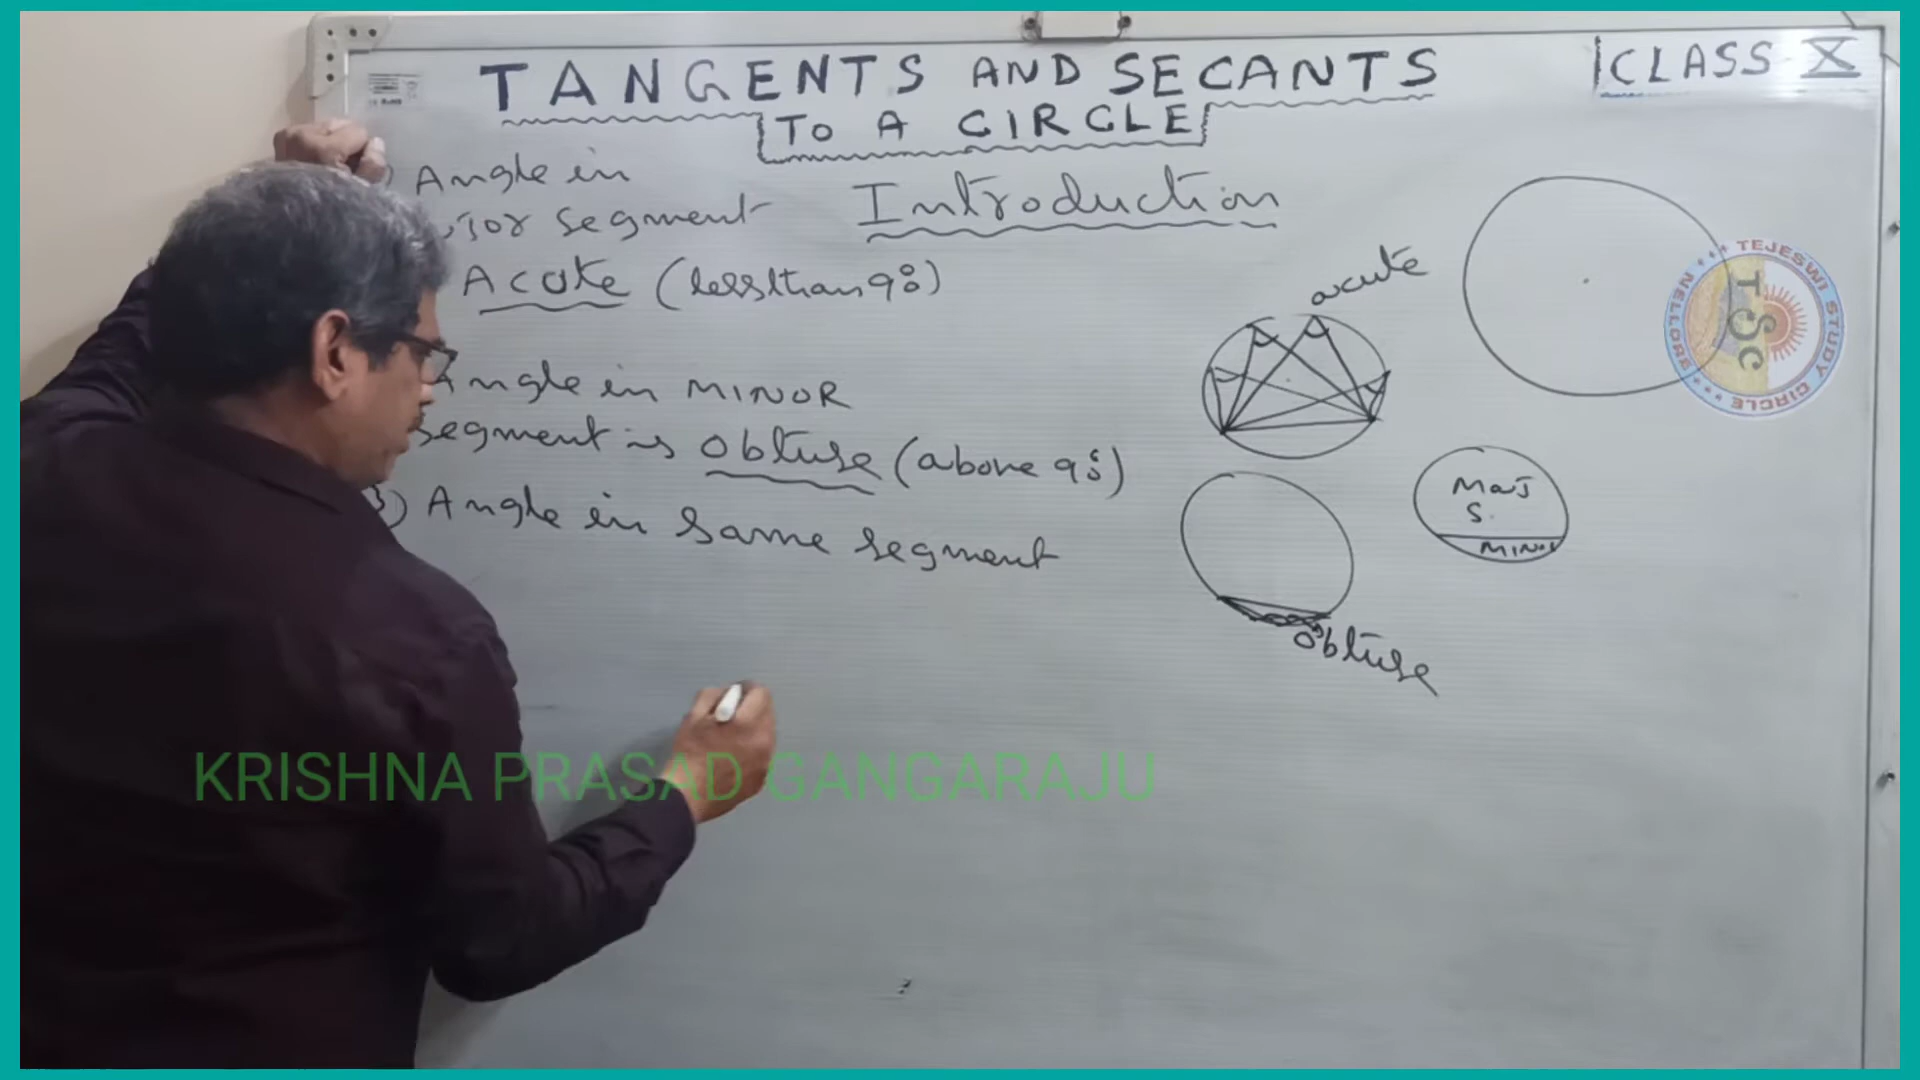 TANGENTS AND SECANTS
TO A CIRCLE
CLASS X
) Angle in
segment
Introduction
Acute (lessthan 90°)
Angle in MINOR
segment is obtuse (above 90°)
3) Angle in same segment
acute
Maj
S.
MINOR
obtuse
TEJESWI STUDY CIRCLE
NELLORE
TSC
KRISHNA PRASAD GANGARAJU